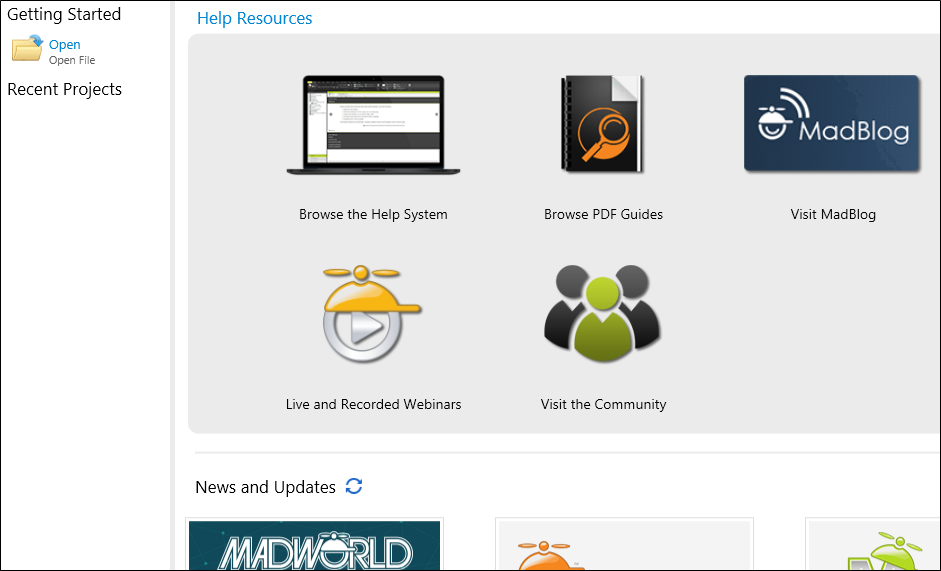 Getting Started
Open
Open File
Recent Projects
Help Resources
MadBlog
Browse the Help System
Browse PDF Guides
Visit MadBlog
Live and Recorded Webinars
Visit the Community
News and Updates
MADWORLD